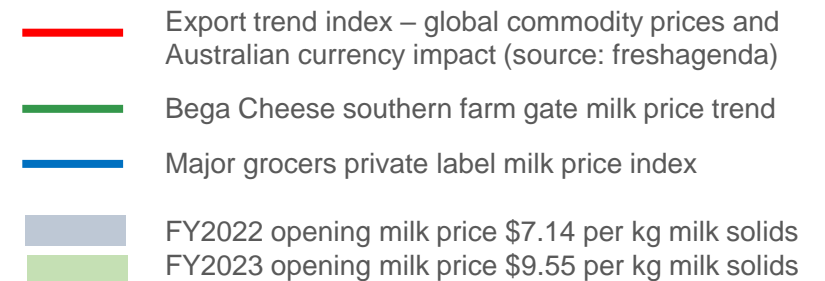 Export trend index – global commodity prices and
Australian currency impact (source: freshagenda)
Bega Cheese southern farm gate milk price trend
Major grocers private label milk price index
FY2022 opening milk price $7.14 per kg milk solids
FY2023 opening milk price $9.55 per kg milk solids